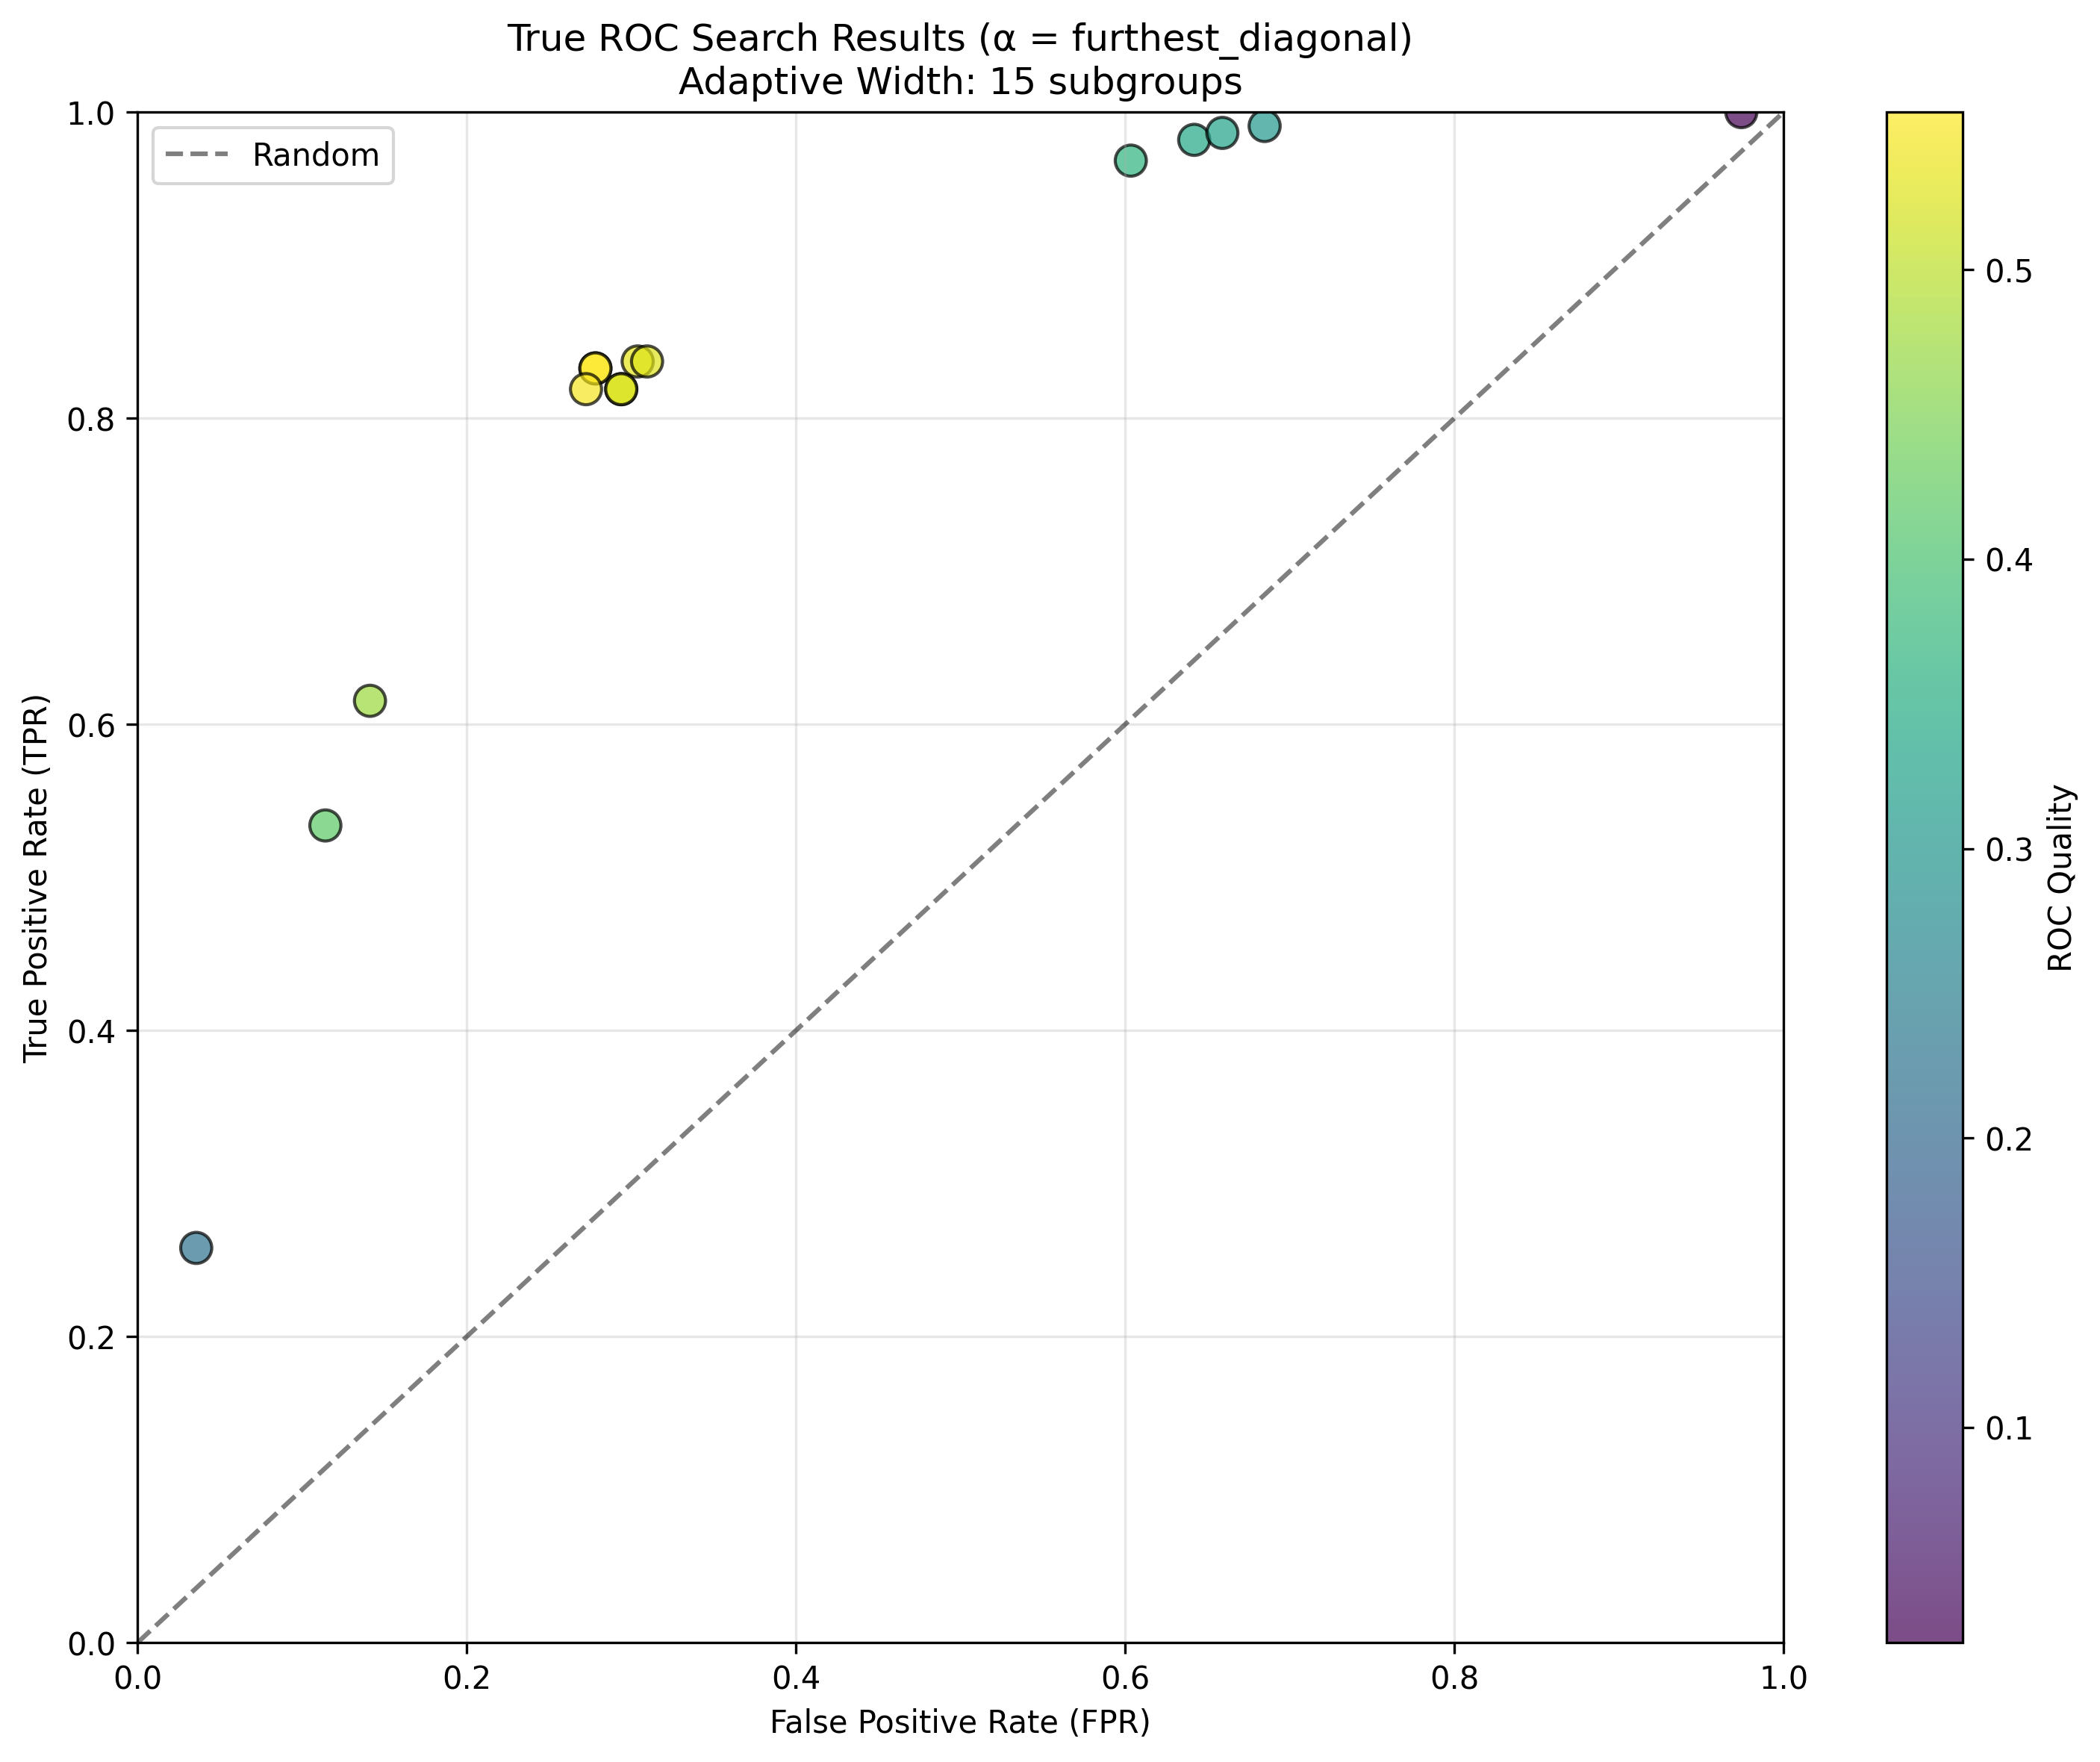 True ROC Search Results (α = furthest_diagonal)
Adaptive Width: 15 subgroups
Random
1.0
0.8
0.6
0.4
0.2
0.0
True Positive Rate (TPR)
0.0 0.2 0.4 0.6 0.8 1.0
False Positive Rate (FPR)
0.5
0.4
0.3
0.2
0.1
ROC Quality